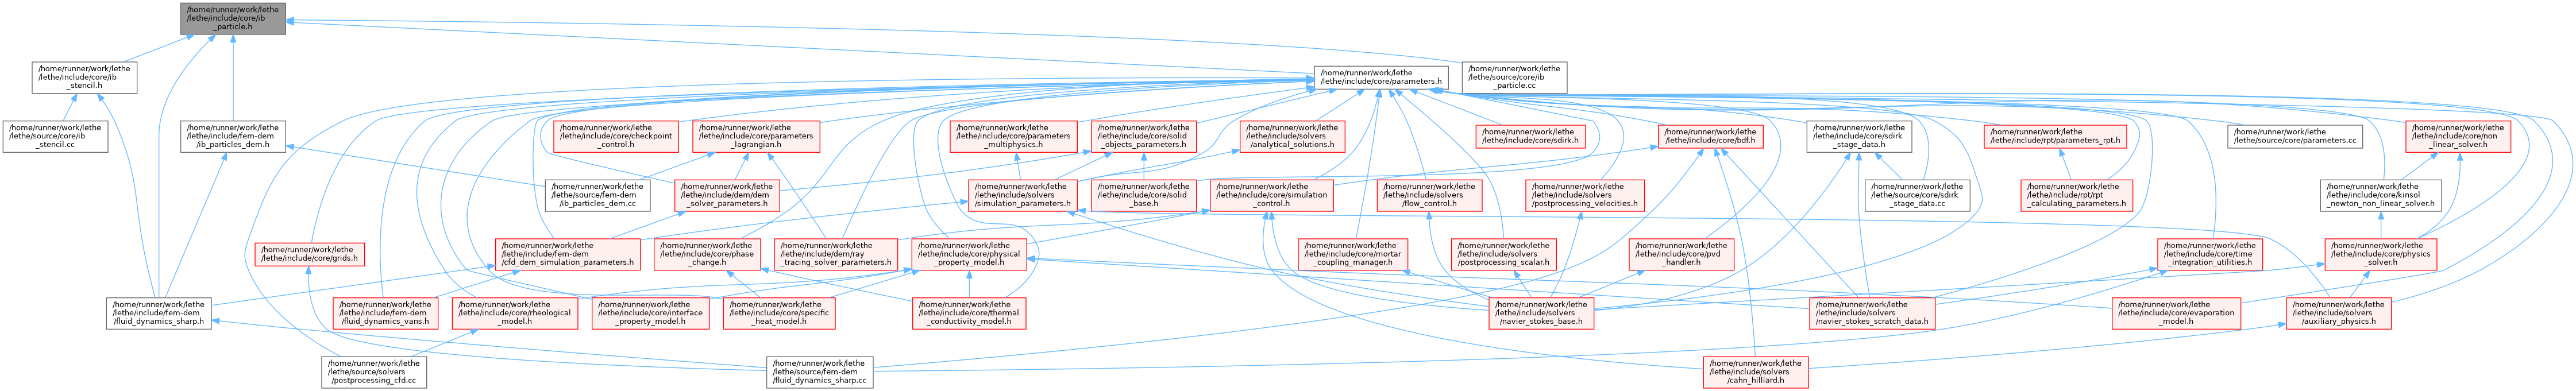 /home/runner/work/lethe
/lethe/include/core/ib
_particle.h
/home/runner/work/lethe
/lethe/include/core/ib
_stencil.h
/home/runner/work/lethe
/lethe/include/core/parameters.h
/home/runner/work/lethe
/lethe/source/core/ib
_particle.cc
/home/runner/work/lethe
/lethe/source/core/ib
_stencil.cc
/home/runner/work/lethe
/lethe/include/fem-dem
/ib_particles_dem.h
/home/runner/work/lethe
/lethe/include/core/checkpoint
_control.h
/home/runner/work/lethe
/lethe/include/core/parameters
_lagrangian.h
/home/runner/work/lethe
/lethe/include/core/parameters
_multiphysics.h
/home/runner/work/lethe
/lethe/include/core/solid
_objects_parameters.h
/home/runner/work/lethe
/lethe/include/solvers
/analytical_solutions.h
/home/runner/work/lethe
/lethe/include/core/sdirk.h
/home/runner/work/lethe
/lethe/include/core/bdf.h
/home/runner/work/lethe
/lethe/include/core/sdirk
_stage_data.h
/home/runner/work/lethe
/lethe/include/rpt/parameters_rpt.h
/home/runner/work/lethe
/lethe/source/core/parameters.cc
/home/runner/work/lethe
/lethe/include/core/non
_linear_solver.h
/home/runner/work/lethe
/lethe/source/fem-dem
/ib_particles_dem.cc
/home/runner/work/lethe
/lethe/include/dem/dem
_solver_parameters.h
/home/runner/work/lethe
/lethe/include/solvers
/simulation_parameters.h
/home/runner/work/lethe
/lethe/include/core/solid
_base.h
/home/runner/work/lethe
/lethe/include/core/simulation
_control.h
/home/runner/work/lethe
/lethe/include/solvers
/flow_control.h
/home/runner/work/lethe
/lethe/include/solvers
/postprocessing_velocities.h
/home/runner/work/lethe
/lethe/source/core/sdirk
_stage_data.cc
/home/runner/work/lethe
/lethe/include/rpt/rpt
_calculating_parameters.h
/home/runner/work/lethe
/lethe/include/core/kinsol
_newton_non_linear_solver.h
/home/runner/work/lethe
/lethe/include/core/grids.h
/home/runner/work/lethe
/lethe/include/fem-dem
/cfd_dem_simulation_parameters.h
/home/runner/work/lethe
/lethe/include/core/phase
_change.h
/home/runner/work/lethe
/lethe/include/dem/ray
_tracing_solver_parameters.h
/home/runner/work/lethe
/lethe/include/core/physical
_property_model.h
/home/runner/work/lethe
/lethe/include/core/mortar
_coupling_manager.h
/home/runner/work/lethe
/lethe/include/solvers
/postprocessing_scalar.h
/home/runner/work/lethe
/lethe/include/core/pvd
_handler.h
/home/runner/work/lethe
/lethe/include/core/time
_integration_utilities.h
/home/runner/work/lethe
/lethe/include/core/physics
_solver.h
/home/runner/work/lethe
/lethe/include/fem-dem
/fluid_dynamics_sharp.h
/home/runner/work/lethe
/lethe/include/fem-dem
/fluid_dynamics_vans.h
/home/runner/work/lethe
/lethe/include/core/rheological
_model.h
/home/runner/work/lethe
/lethe/include/core/interface
_property_model.h
/home/runner/work/lethe
/lethe/include/core/specific
_heat_model.h
/home/runner/work/lethe
/lethe/include/core/thermal
_conductivity_model.h
/home/runner/work/lethe
/lethe/include/solvers
/navier_stokes_base.h
/home/runner/work/lethe
/lethe/include/solvers
/navier_stokes_scratch_data.h
/home/runner/work/lethe
/lethe/include/core/evaporation
_model.h
/home/runner/work/lethe
/lethe/include/solvers
/auxiliary_physics.h
/home/runner/work/lethe
/lethe/source/solvers
/postprocessing_cfd.cc
/home/runner/work/lethe
/lethe/source/fem-dem
/fluid_dynamics_sharp.cc
/home/runner/work/lethe
/lethe/include/solvers
/cahn_hilliard.h